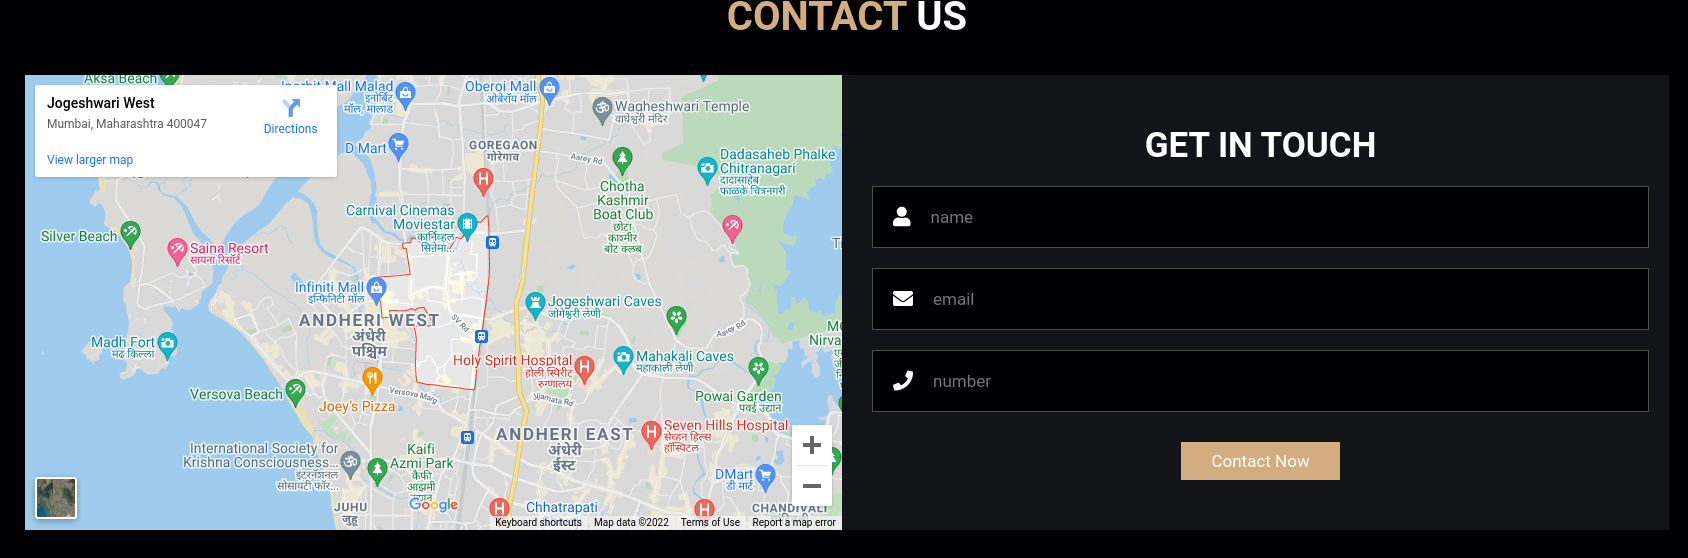 CONTACT US
Jogeshwari West
Mumbai, Maharashtra 400047
Directions
View larger map
Aksa Beach
Mall Malad
इनोर्बिट
मॉल, मालाड
Oberoi Mall
ओबेरॉय मॉल
Wagheshwari Temple
वाघेश्वरी मंदिर
D Mart
GOREGAON
गोरेगाव
Aarey Rd
Dadasaheb Phalke
Chitranagari
दादासाहेब
फाळके चित्रनगरी
Chotha
Kashmir
Boat Club
छोटा
काश्मीर
बोट क्लब
Carnival Cinemas
Moviestar
कार्निव्हल
सिनेमा...
Silver Beach
Saina Resort
सायना रिसॉर्ट
Infiniti Mall
इन्फिनिटी मॉल
Jogeshwari Caves
जोगेश्वरी लेणी
ANDHERI WEST
अंधेरी
पश्चिम
SV Rd
Aarey Rd
Madh Fort
मढ किल्ला
Holy Spirit Hospital
होली स्पिरीट
रुग्णालय
Mahakali Caves
महाकाली लेणी
Versova Beach
Versova Marg
Joey's Pizza
Powai Garden
पवई उद्यान
ANDHERI EAST
अंधेरी
ईस्ट
Seven Hills Hospital
सेव्हन हिल्स
हॉस्पिटल
International Society for
Krishna Consciousness...
इंटरनॅशनल
सोसायटी फॉर...
Kaifi
Azmi Park
कैफी
आझमी
उद्यान
DMart
डी मार्ट
JUHU
जुहू
Google
Chhatrapati
CHANDIVALI
Keyboard shortcuts
Map data ©2022
Terms of Use
Report a map error
GET IN TOUCH
name
email
number
Contact Now